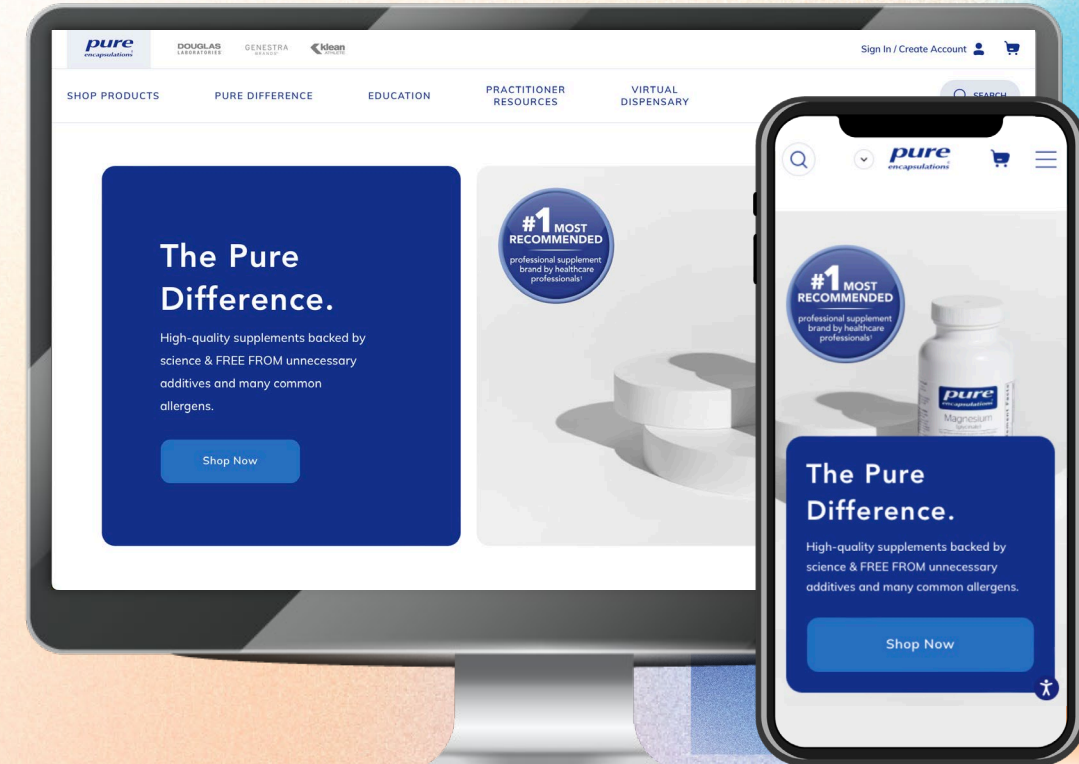 pure
encapsulations
DOUGLAS
LABORATORIES
GENESTRA
BRANDS
klean
ATHLETE
Sign In / Create Account
SHOP PRODUCTS
PURE DIFFERENCE
EDUCATION
PRACTITIONER
RESOURCES
VIRTUAL
DISPENSARY
SEARCH
The Pure
Difference.
High-quality supplements backed by
science & FREE FROM unnecessary
additives and many common
allergens.
Shop Now
#1 MOST
RECOMMENDED
professional supplement
brand by healthcare
professionals¹
pure
encapsulations
#1 MOST
RECOMMENDED
professional supplement
brand by healthcare
professionals¹
pure
encapsulations
Magnesium
The Pure
Difference.
High-quality supplements backed by
science & FREE FROM unnecessary
additives and many common allergens.
Shop Now